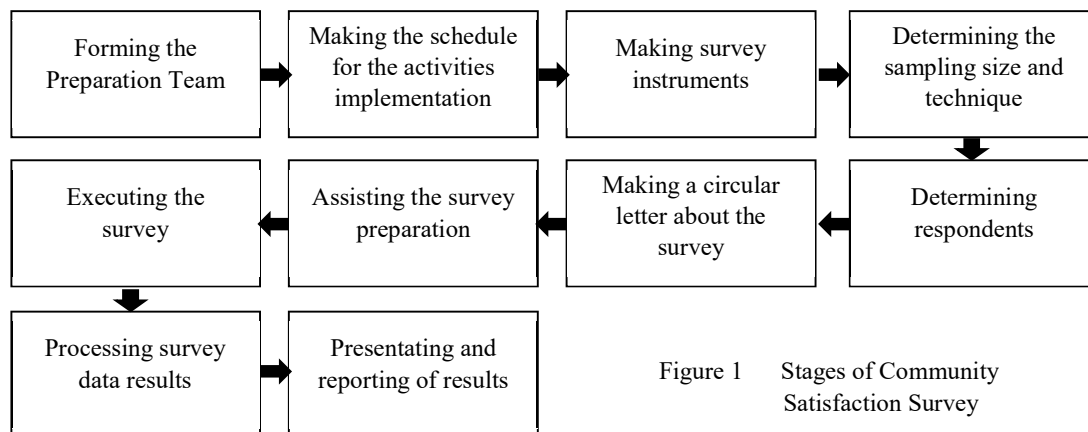 Forming the
Preparation Team
Making the schedule
for the activities
implementation
Making survey
instruments
Determining the
sampling size and
technique
Determining
respondents
Making a circular
letter about the
survey
Assisting the survey
preparation
Executing the
survey
Processing survey
data results
Presentating and
reporting of results
Figure 1 Stages of Community
Satisfaction Survey